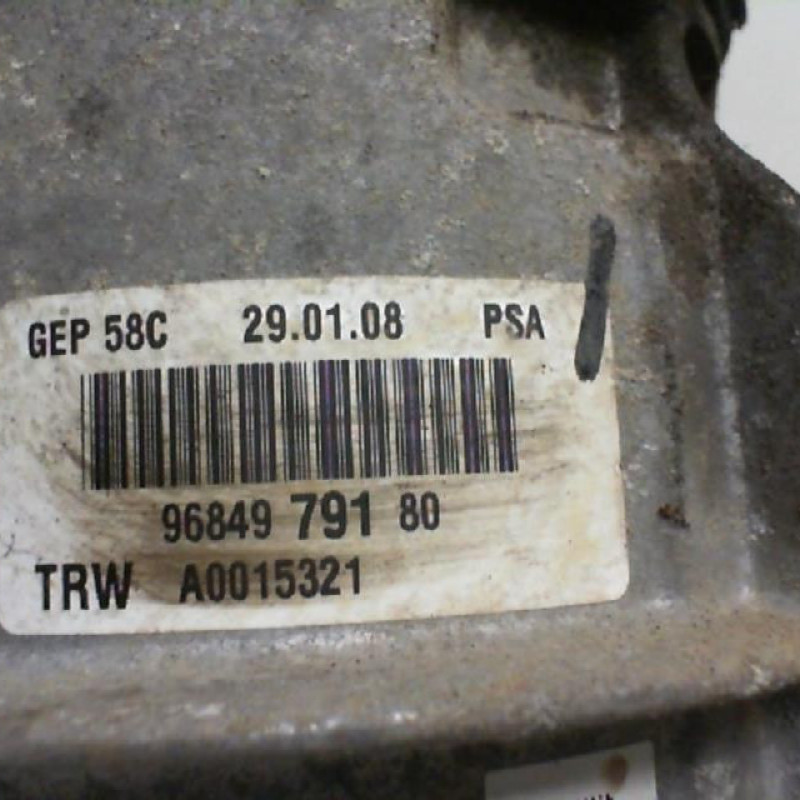 GEP 58C 29.01.08 PSA
96849 791 80
TRW A0015321